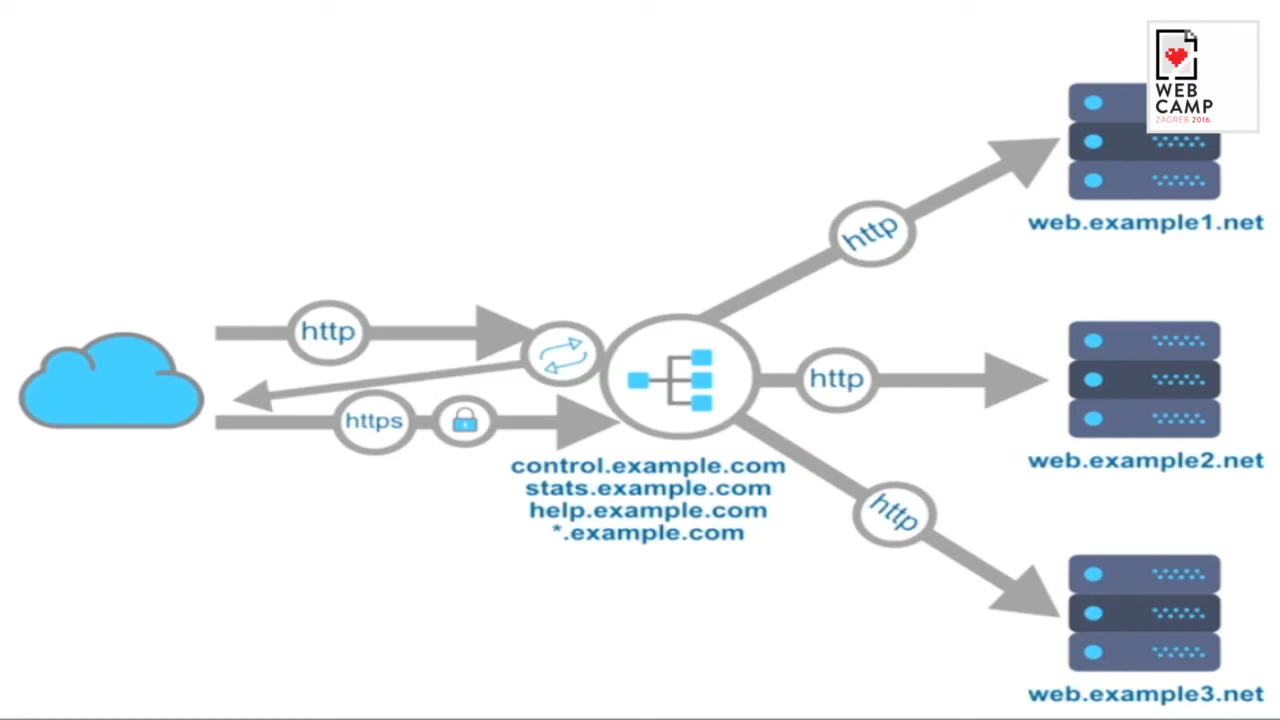 WEB
CAMP
ZAGREB 2016.
http
web.example1.net
http
https
http
control.example.com
stats.example.com
help.example.com
*.example.com
web.example2.net
http
web.example3.net